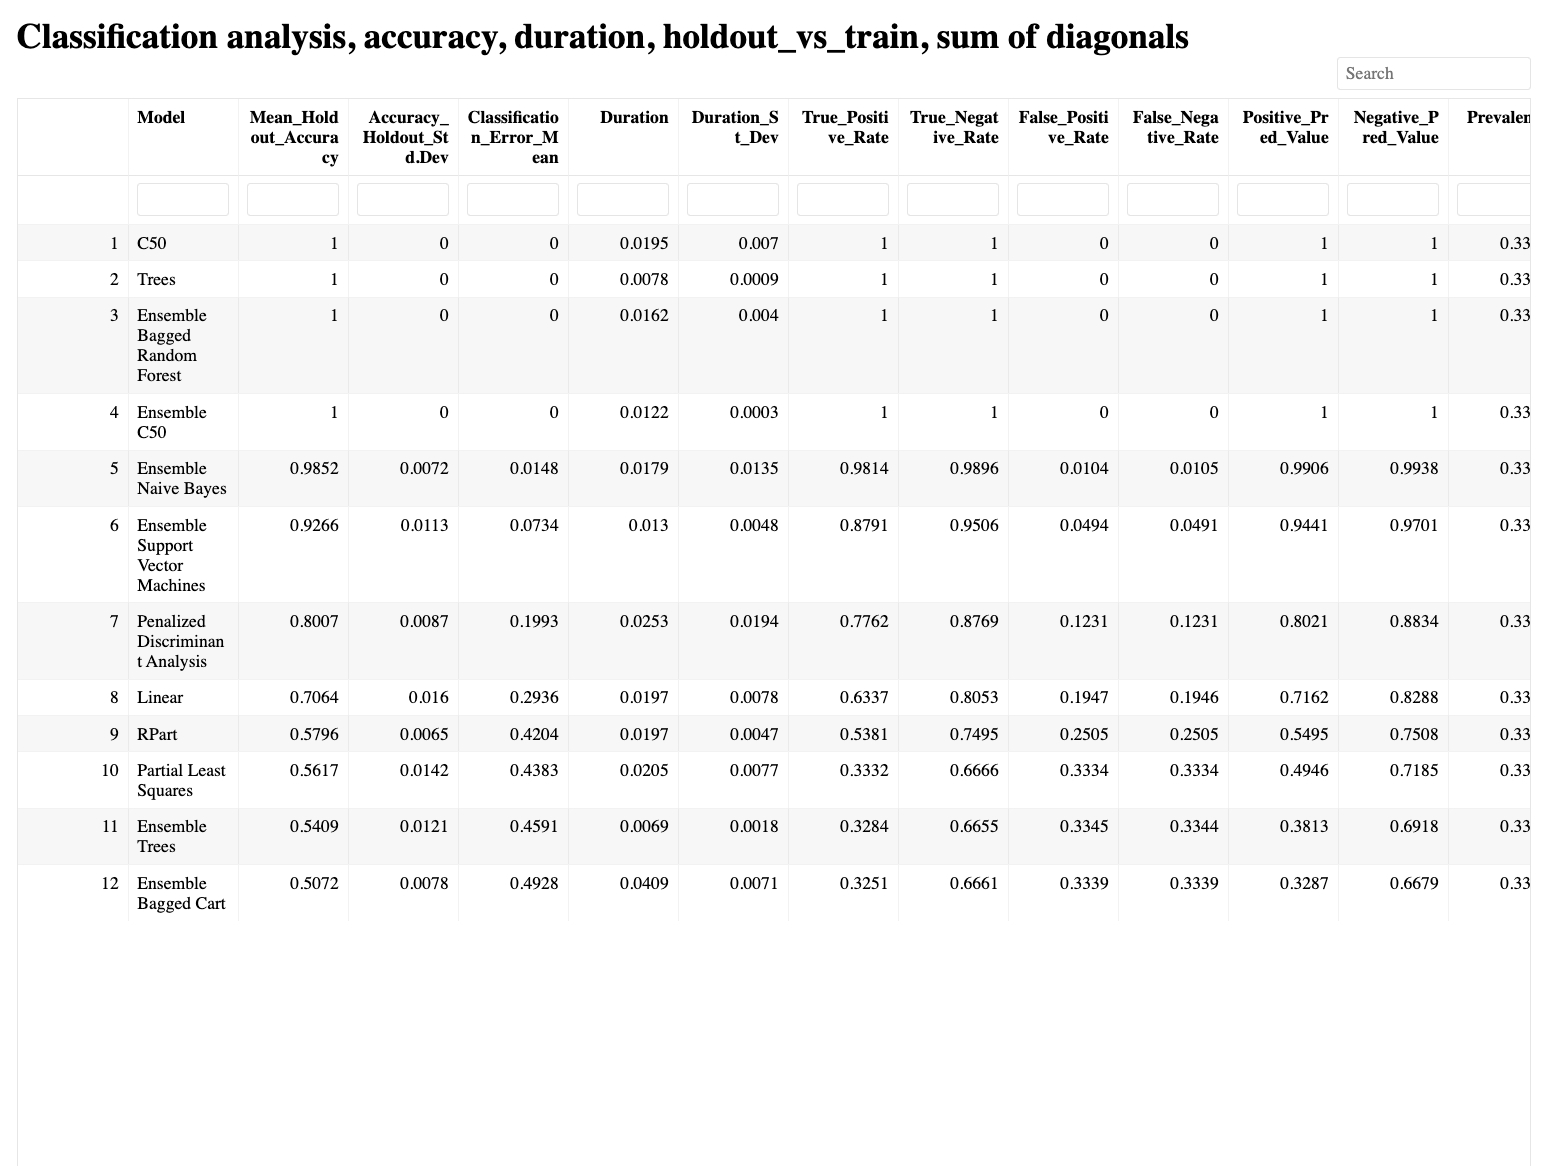 Classification analysis, accuracy, duration, holdout_vs_train, sum of diagonals
Search
Model Mean_Holdout_Accuracy Accuracy_Holdout_St d.Dev Classification_Error_Mean Duration Duration_St_Dev True_Positive_Rate True_Negative_Rate False_Positive_Rate False_Negative_Rate Positive_Pred_Value Negative_Pred_Value Prevalen
1 C50 1 0 0 0.0195 0.007 1 1 0 0 1 1 0.33
2 Trees 1 0 0 0.0078 0.0009 1 1 0 0 1 1 0.33
3 Ensemble Bagged Random Forest 1 0 0 0.0162 0.004 1 1 0 0 1 1 0.33
4 Ensemble C50 1 0 0 0.0122 0.0003 1 1 0 0 1 1 0.33
5 Ensemble Naive Bayes 0.9852 0.0072 0.0148 0.0179 0.0135 0.9814 0.9896 0.0104 0.0105 0.9906 0.9938 0.33
6 Ensemble Support Vector Machines 0.9266 0.0113 0.0734 0.013 0.0048 0.8791 0.9506 0.0494 0.0491 0.9441 0.9701 0.33
7 Penalized Discriminant Analysis 0.8007 0.0087 0.1993 0.0253 0.0194 0.7762 0.8769 0.1231 0.1231 0.8021 0.8834 0.33
8 Linear 0.7064 0.016 0.2936 0.0197 0.0078 0.6337 0.8053 0.1947 0.1946 0.7162 0.8288 0.33
9 RPart 0.5796 0.0065 0.4204 0.0197 0.0047 0.5381 0.7495 0.2505 0.2505 0.5495 0.7508 0.33
10 Partial Least Squares 0.5617 0.0142 0.4383 0.0205 0.0077 0.3332 0.6666 0.3334 0.3334 0.4946 0.7185 0.33
11 Ensemble Trees 0.5409 0.0121 0.4591 0.0069 0.0018 0.3284 0.6655 0.3345 0.3344 0.3813 0.6918 0.33
12 Ensemble Bagged Cart 0.5072 0.0078 0.4928 0.0409 0.0071 0.3251 0.6661 0.3339 0.3339 0.3287 0.6679 0.33